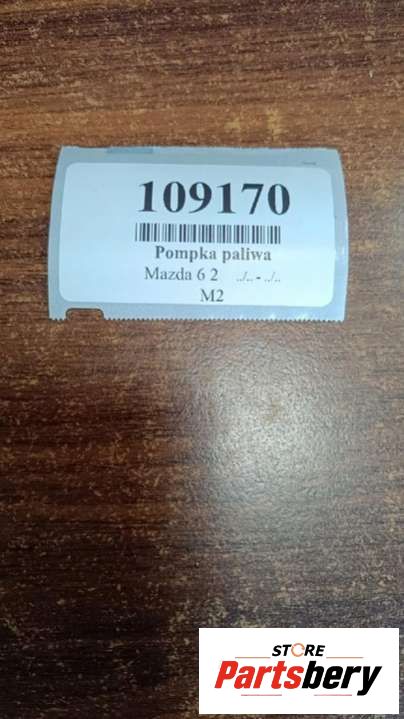 109170
Pompka paliwa
Mazda 6 2 ../.. - ../..
M2
STORE
Partsbery